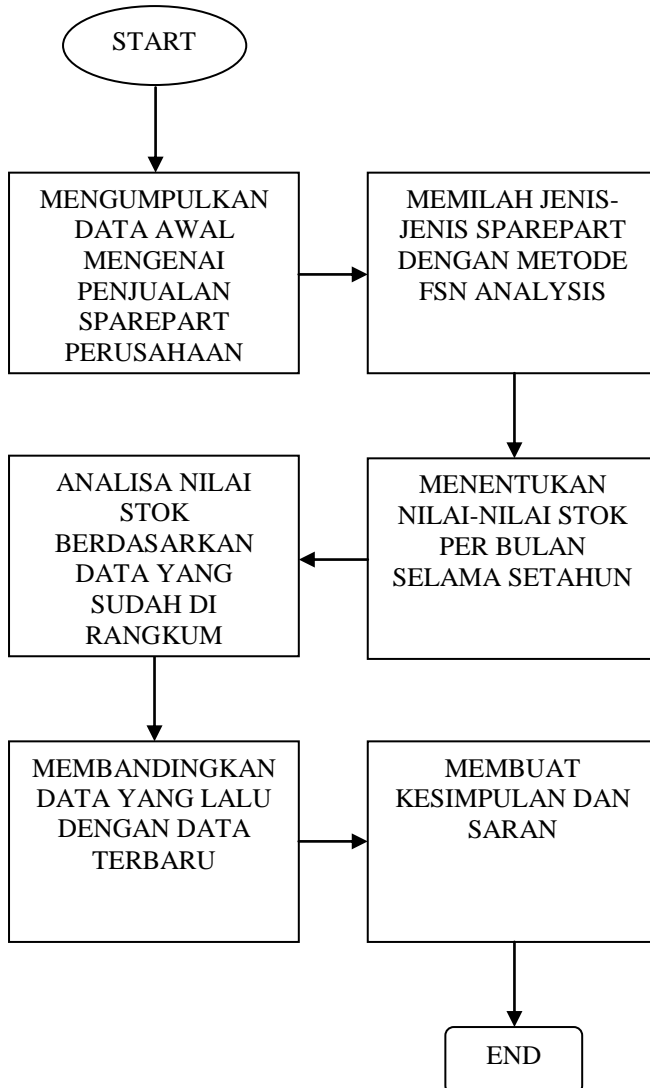 START
MENGUMPULKAN
DATA AWAL
MENGENAI
PENJUALAN
SPAREPART
PERUSAHAAN
MEMILAH JENIS-
JENIS SPAREPART
DENGAN METODE
FSN ANALYSIS
MENENTUKAN
NILAI-NILAI STOK
PER BULAN
SELAMA SETAHUN
ANALISA NILAI
STOK
BERDASARKAN
DATA YANG
SUDAH DI
RANGKUM
MEMBANDINGKAN
DATA YANG LALU
DENGAN DATA
TERBARU
MEMBUAT
KESIMPULAN DAN
SARAN
END